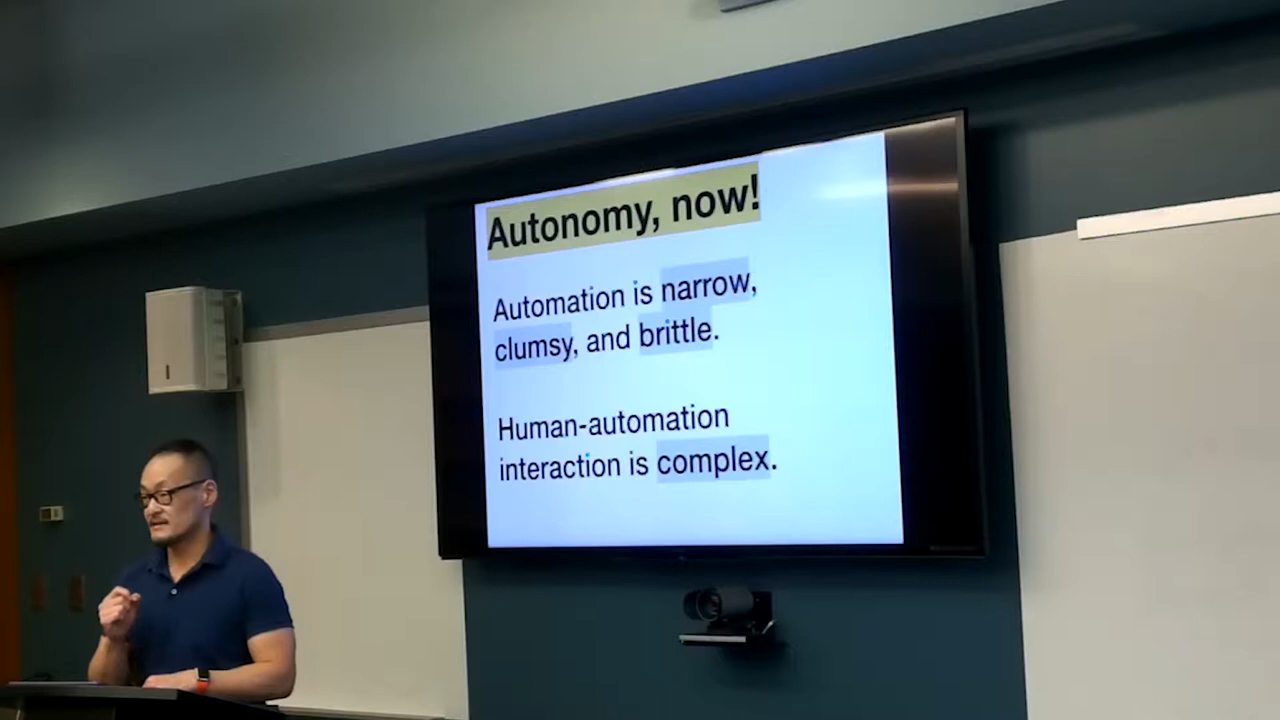 Autonomy, now!
Automation is narrow,
clumsy, and brittle.
Human-automation
interaction is complex.